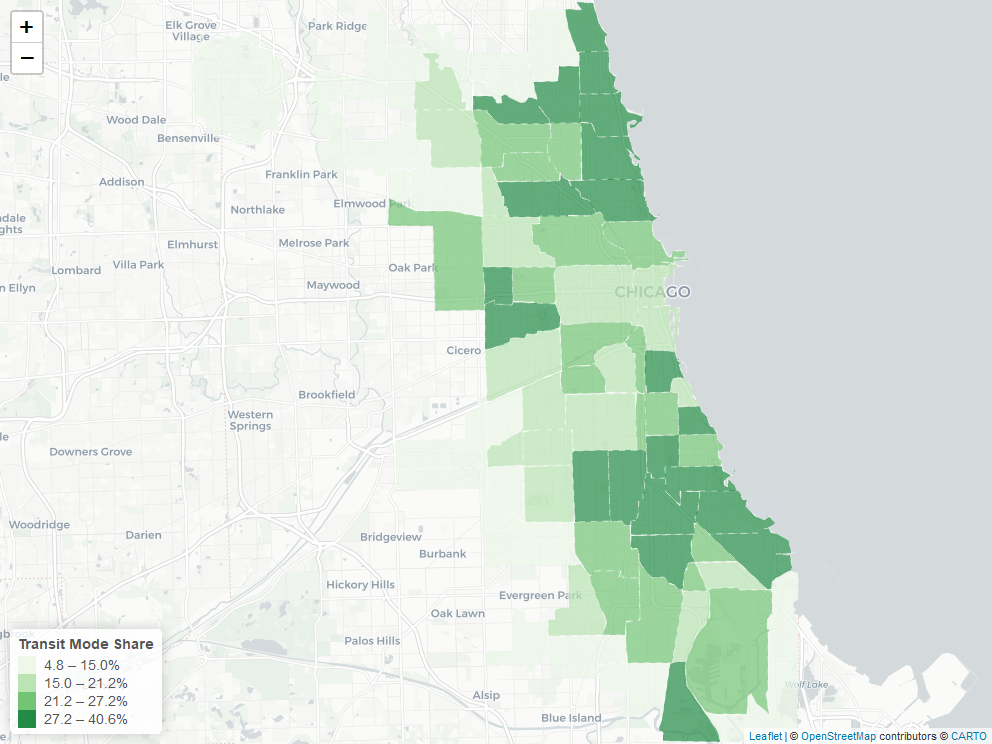 +
−
Elk Grove
Village
Park Ridge
Wood Dale
Bensenville
Addison
Franklin Park
Northlake
Elmwood Park
Elmhurst
Melrose Park
Lombard
Villa Park
Oak Park
Maywood
CHICAGO
Cicero
Brookfield
Western
Springs
Downers Grove
Woodridge
Darien
Bridgeview
Burbank
Hickory Hills
Evergreen Park
Oak Lawn
Palos Hills
Alsip
Blue Island
Wolf Lake
Transit Mode Share
4.8 – 15.0%
15.0 – 21.2%
21.2 – 27.2%
27.2 – 40.6%
Leaflet | © OpenStreetMap contributors © CARTO